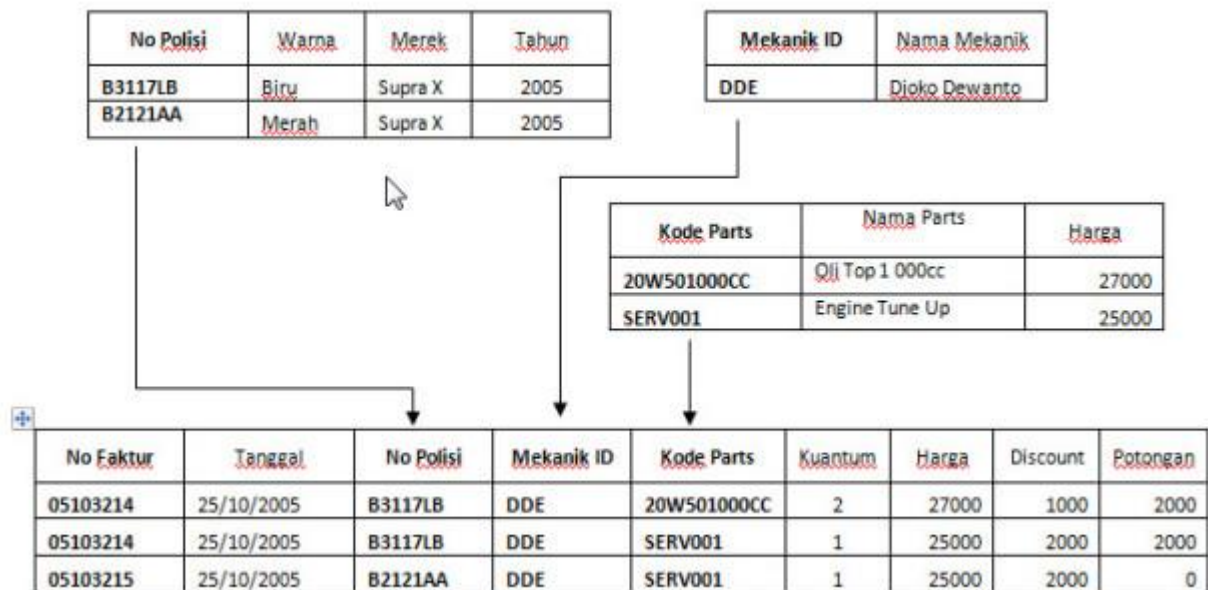 No Polisi Warna Merek Tahun
B3117LB Biru Supra X 2005
B2121AA Merah Supra X 2005
Mekanik ID Nama Mekanik
DDE Djoko Dewanto
Kode Parts Nama Parts Harga
20W501000CC Oli Top 1 000cc 27000
SERV001 Engine Tune Up 25000
No Faktur Tanggal No Polisi Mekanik ID Kode Parts Kuantum Harga Discount Potongan
05103214 25/10/2005 B3117LB DDE 20W501000CC 2 27000 1000 2000
05103214 25/10/2005 B3117LB DDE SERV001 1 25000 2000 2000
05103215 25/10/2005 B2121AA DDE SERV001 1 25000 2000 0